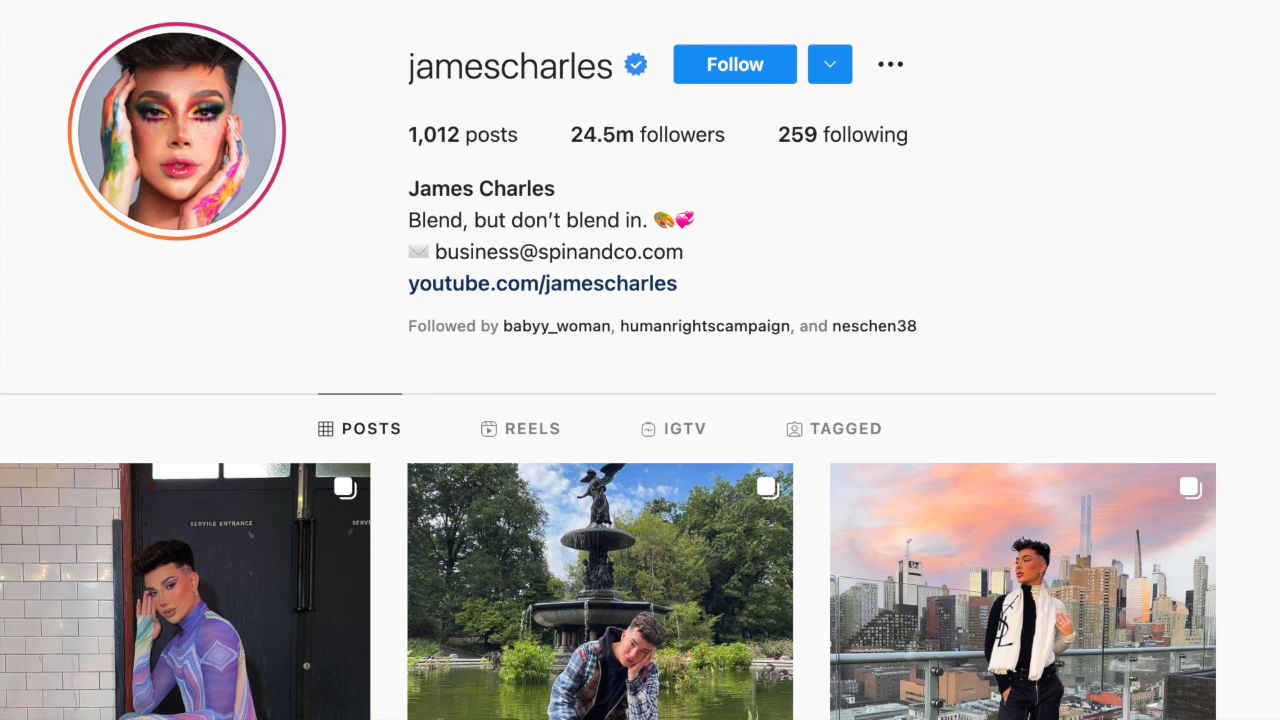 jamescharles Follow
1,012 posts 24.5m followers 259 following
James Charles
Blend, but don’t blend in. 🎨💞
✉️ business@spinandco.com
youtube.com/jamescharles
Followed by babyy_woman, humanrightscampaign, and neschen38
POSTS REELS IGTV TAGGED
SERVICE ENTRANCE
SERVI